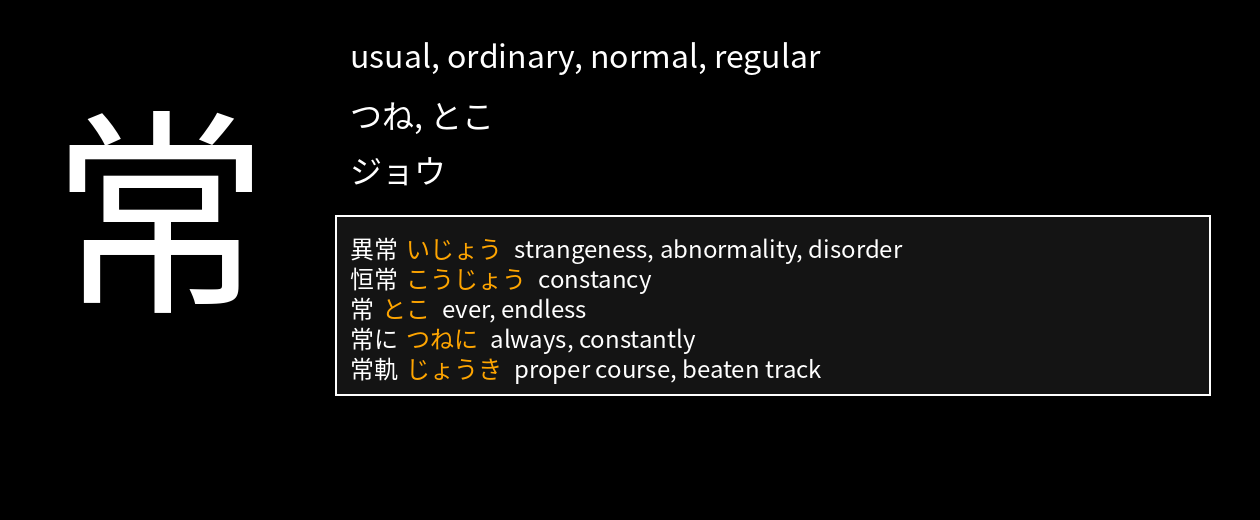 常
usual, ordinary, normal, regular
つね, とこ
ジョウ
異常 いじょう strangeness, abnormality, disorder
恒常 こうじょう constancy
常 とこ ever, endless
常に つねに always, constantly
常軌 じょうき proper course, beaten track